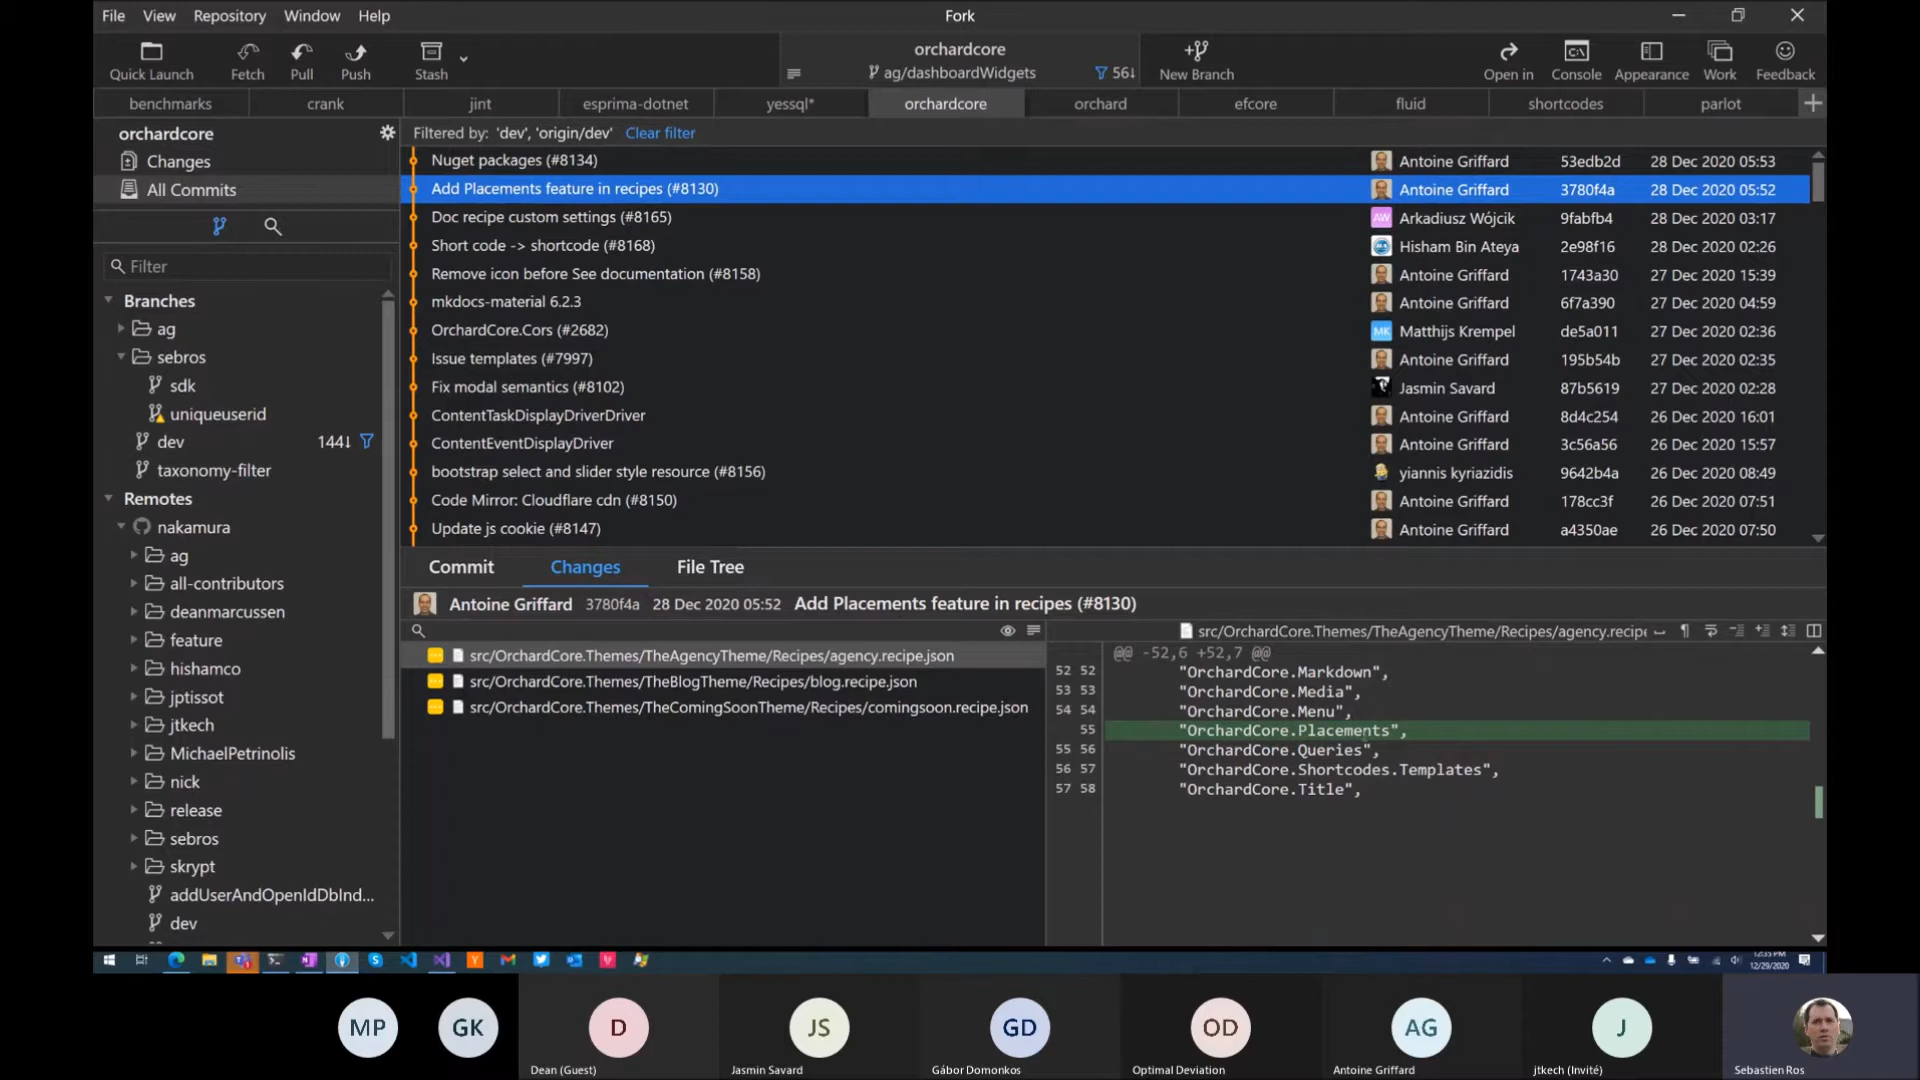 File View Repository Window Help
Fork
Quick Launch Fetch Pull Push Stash
orchardcore
ag/dashboardWidgets
56↓
New Branch Open in Console Appearance Work Feedback
benchmarks crank jint esprima-dotnet yessql* orchardcore orchard efcore fluid shortcodes parlot
orchardcore
Changes
All Commits
Filter
Branches
ag
sebros
sdk
uniqueuserid
dev 144↓
taxonomy-filter
Remotes
nakamura
ag
all-contributors
deanmarcussen
feature
hishamco
jptissot
jtkech
MichaelPetrinolis
nick
release
sebros
skrypt
addUserAndOpenIdDbInd...
dev
Filtered by: 'dev', 'origin/dev' Clear filter
Nuget packages (#8134) Antoine Griffard 53edb2d 28 Dec 2020 05:53
Add Placements feature in recipes (#8130) Antoine Griffard 3780f4a 28 Dec 2020 05:52
Doc recipe custom settings (#8165) AW Arkadiusz Wójcik 9fabfb4 28 Dec 2020 03:17
Short code -> shortcode (#8168) Hisham Bin Ateya 2e98f16 28 Dec 2020 02:26
Remove icon before See documentation (#8158) Antoine Griffard 1743a30 27 Dec 2020 15:39
mkdocs-material 6.2.3 Antoine Griffard 6f7a390 27 Dec 2020 04:59
OrchardCore.Cors (#2682) MK Matthijs Krempel de5a011 27 Dec 2020 02:36
Issue templates (#7997) Antoine Griffard 195b54b 27 Dec 2020 02:35
Fix modal semantics (#8102) Jasmin Savard 87b5619 27 Dec 2020 02:28
ContentTaskDisplayDriverDriver Antoine Griffard 8d4c254 26 Dec 2020 16:01
ContentEventDisplayDriver Antoine Griffard 3c56a56 26 Dec 2020 15:57
bootstrap select and slider style resource (#8156) yiannis kyriazidis 9642b4a 26 Dec 2020 08:49
Code Mirror: Cloudflare cdn (#8150) Antoine Griffard 178cc3f 26 Dec 2020 07:51
Update js cookie (#8147) Antoine Griffard a4350ae 26 Dec 2020 07:50
Commit Changes File Tree
Antoine Griffard 3780f4a 28 Dec 2020 05:52 Add Placements feature in recipes (#8130)
src/OrchardCore.Themes/TheAgencyTheme/Recipes/agency.recipe.json
src/OrchardCore.Themes/TheBlogTheme/Recipes/blog.recipe.json
src/OrchardCore.Themes/TheComingSoonTheme/Recipes/comingsoon.recipe.json
src/OrchardCore.Themes/TheAgencyTheme/Recipes/agency.recipe
@@ -52,6 +52,7 @@
52 52 "OrchardCore.Markdown",
53 53 "OrchardCore.Media",
54 54 "OrchardCore.Menu",
55 "OrchardCore.Placements",
55 56 "OrchardCore.Queries",
56 57 "OrchardCore.Shortcodes.Templates",
57 58 "OrchardCore.Title",
12:35 PM
12/29/2020
MP GK D JS GD OD AG J
Dean (Guest) Jasmin Savard Gábor Domonkos Optimal Deviation Antoine Griffard jtkech (Invité) Sebastien Ros